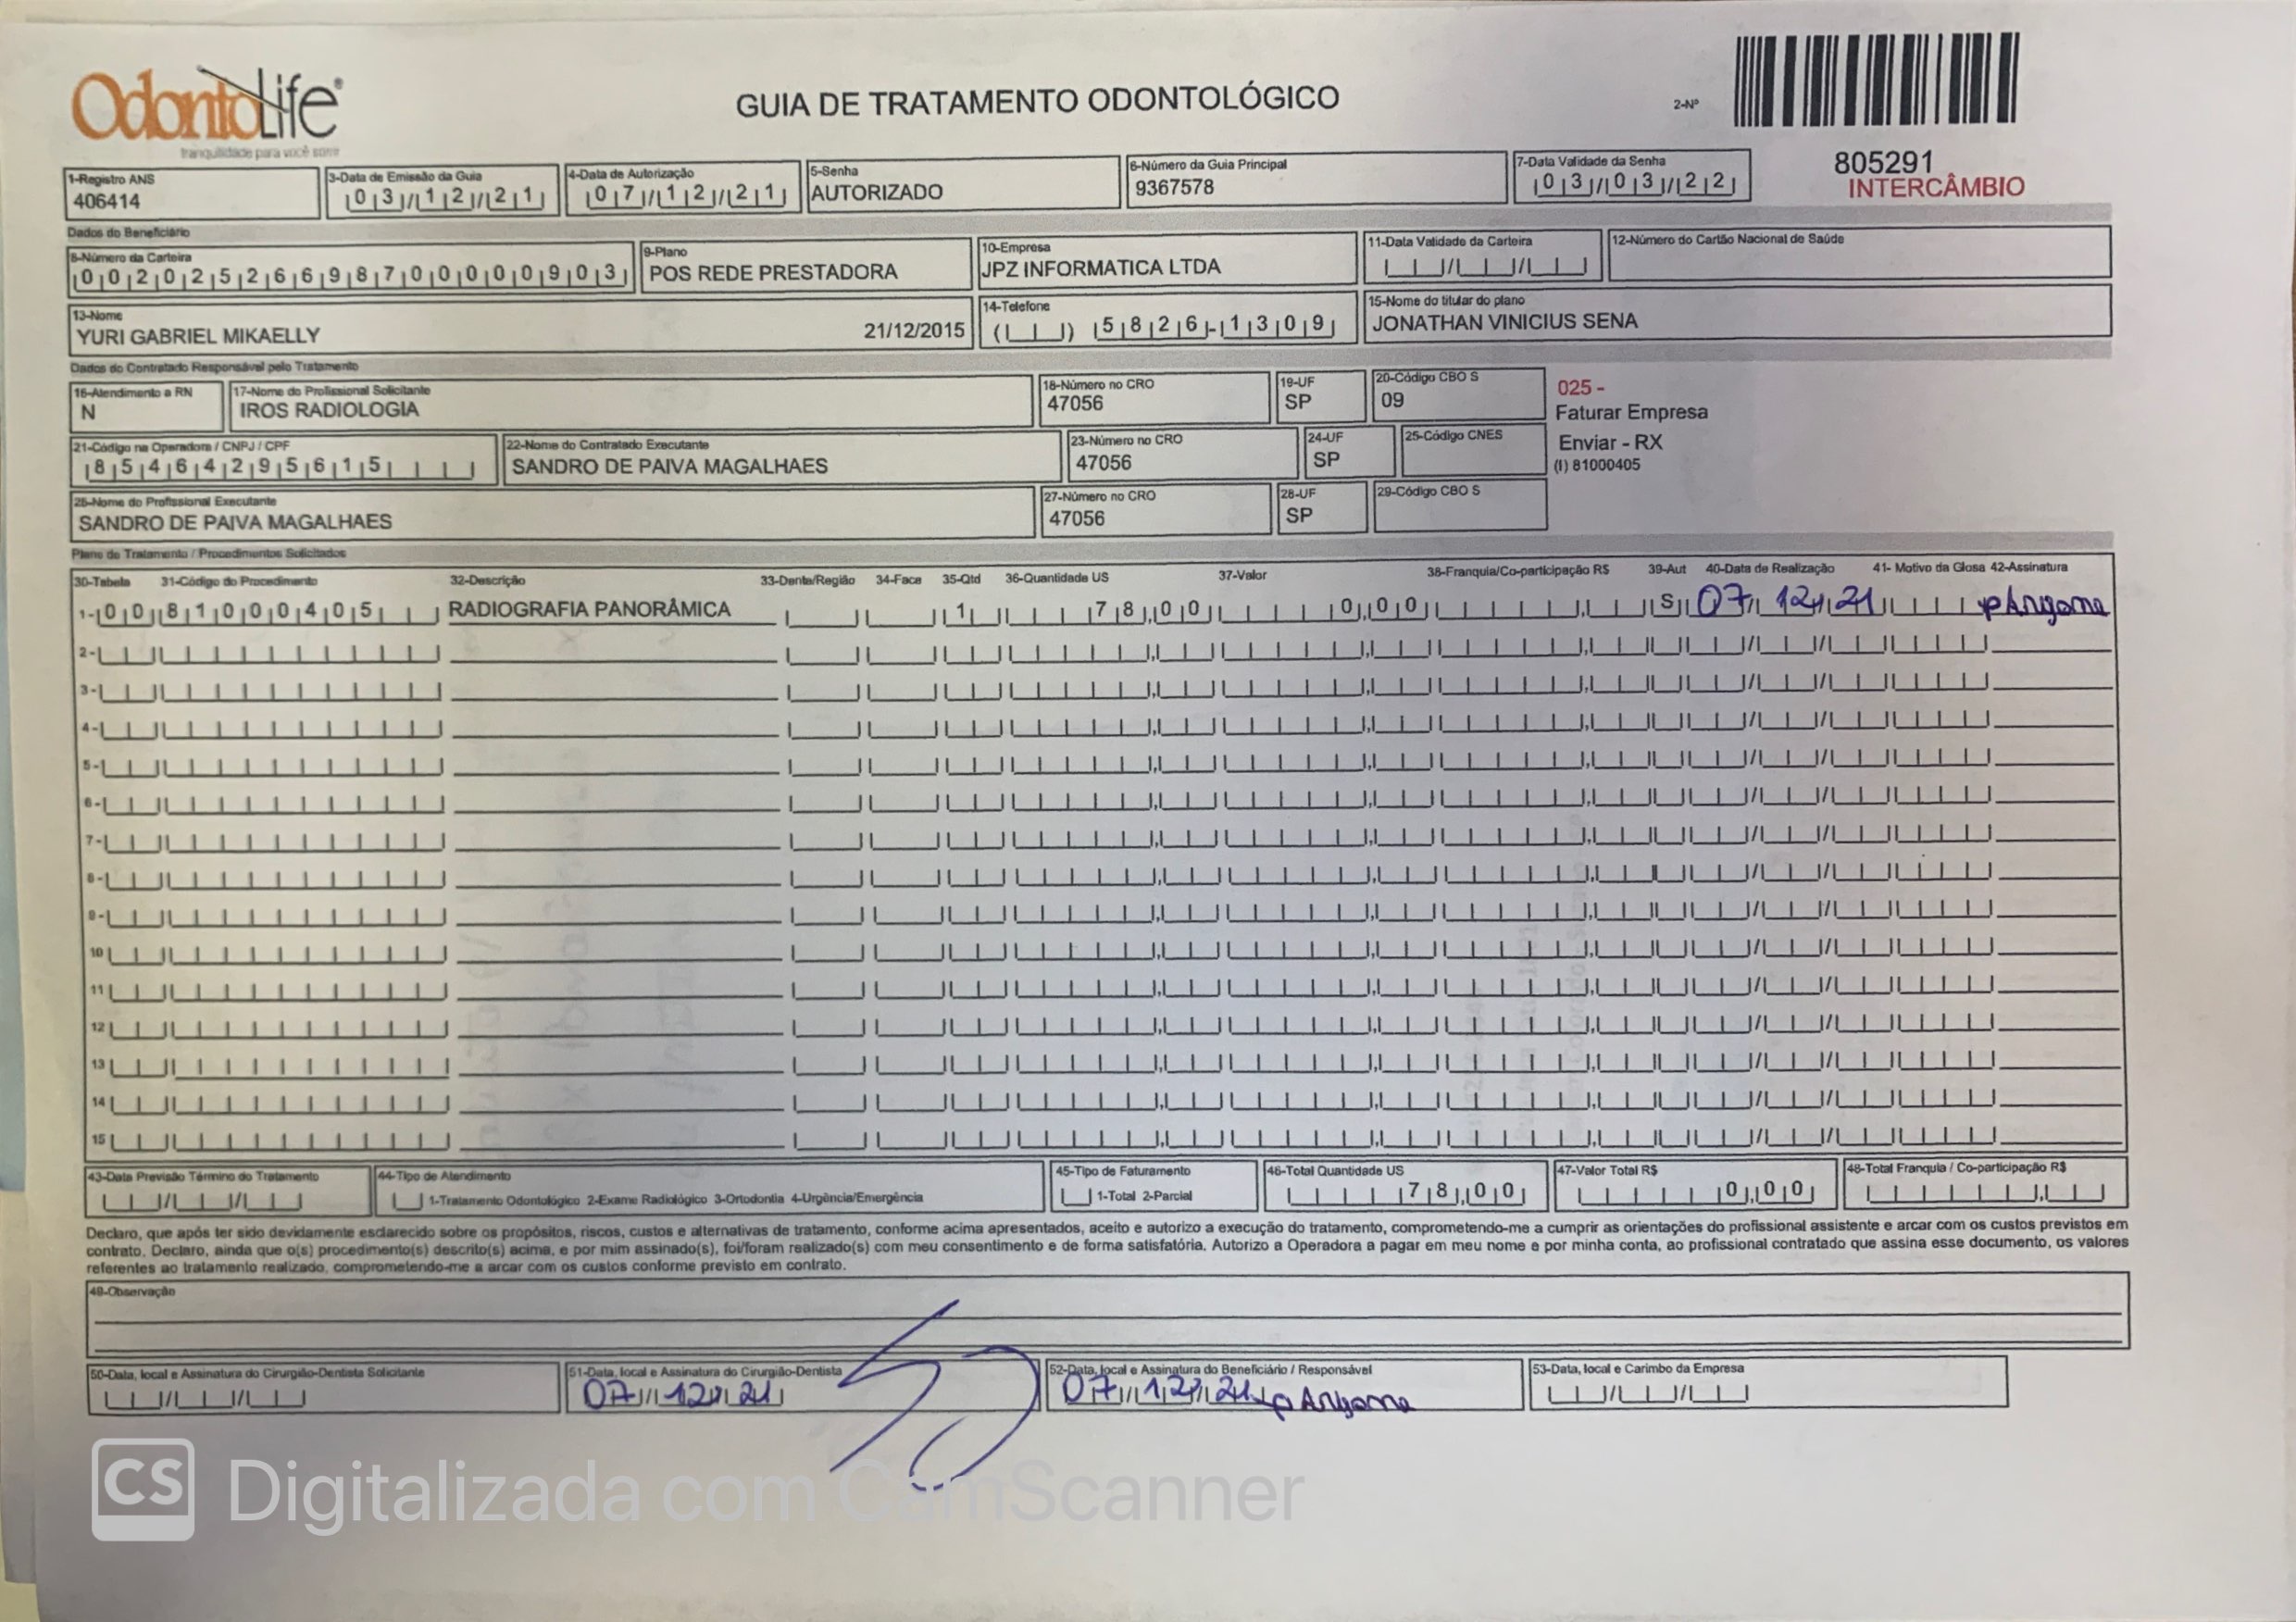 OdontoLife®
tranquilidade para você sorrir
GUIA DE TRATAMENTO ODONTOLÓGICO
2-Nº
805291
INTERCÂMBIO
1-Registro ANS
406414
3-Data de Emissão da Guia
03/12/21
4-Data de Autorização
07/12/21
5-Senha
AUTORIZADO
6-Número da Guia Principal
9367578
7-Data Validade da Senha
03/03/22
Dados do Beneficiário
8-Número da Carteira
00202526698700000903
9-Plano
POS REDE PRESTADORA
10-Empresa
JPZ INFORMATICA LTDA
11-Data Validade da Carteira
12-Número do Cartão Nacional de Saúde
13-Nome
YURI GABRIEL MIKAELLY 21/12/2015
14-Telefone
( ) 5826-1309
15-Nome do titular do plano
JONATHAN VINICIUS SENA
Dados do Contratado Responsável pelo Tratamento
16-Atendimento a RN
N
17-Nome do Profissional Solicitante
IROS RADIOLOGIA
18-Número no CRO
47056
19-UF
SP
20-Código CBO S
09
025 -
Faturar Empresa
Enviar - RX
(I) 81000405
21-Código na Operadora / CNPJ / CPF
85464295615
22-Nome do Contratado Executante
SANDRO DE PAIVA MAGALHAES
23-Número no CRO
47056
24-UF
SP
25-Código CNES
26-Nome do Profissional Executante
SANDRO DE PAIVA MAGALHAES
27-Número no CRO
47056
28-UF
SP
29-Código CBO S
Plano de Tratamento / Procedimentos Solicitados
30-Tabela 31-Código do Procedimento 32-Descrição 33-Dente/Região 34-Face 35-Qtd 36-Quantidade US 37-Valor 38-Franquia/Co-participação R$ 39-Aut 40-Data de Realização 41- Motivo da Glosa 42-Assinatura
1- 00 81000405 RADIOGRAFIA PANORÂMICA 1 78,00 0,00 S 07/12/21
2-
3-
4-
5-
6-
7-
8-
9-
10
11
12
13
14
15
43-Data Previsão Término do Tratamento
44-Tipo de Atendimento
1-Tratamento Odontológico 2-Exame Radiológico 3-Ortodontia 4-Urgência/Emergência
45-Tipo de Faturamento
1-Total 2-Parcial
46-Total Quantidade US
78,00
47-Valor Total R$
0,00
48-Total Franquia / Co-participação R$
Declaro, que após ter sido devidamente esclarecido sobre os propósitos, riscos, custos e alternativas de tratamento, conforme acima apresentados, aceito e autorizo a execução do tratamento, comprometendo-me a cumprir as orientações do profissional assistente e arcar com os custos previstos em
contrato. Declaro, ainda que o(s) procedimento(s) descrito(s) acima, e por mim assinado(s), foi/foram realizado(s) com meu consentimento e de forma satisfatória. Autorizo a Operadora a pagar em meu nome e por minha conta, ao profissional contratado que assina esse documento, os valores
referentes ao tratamento realizado, comprometendo-me a arcar com os custos conforme previsto em contrato.
49-Observação
50-Data, local e Assinatura do Cirurgião-Dentista Solicitante
51-Data, local e Assinatura do Cirurgião-Dentista
07/12/21
52-Data, local e Assinatura do Beneficiário / Responsável
07/12/21
53-Data, local e Carimbo da Empresa
CS Digitalizada com CamScanner